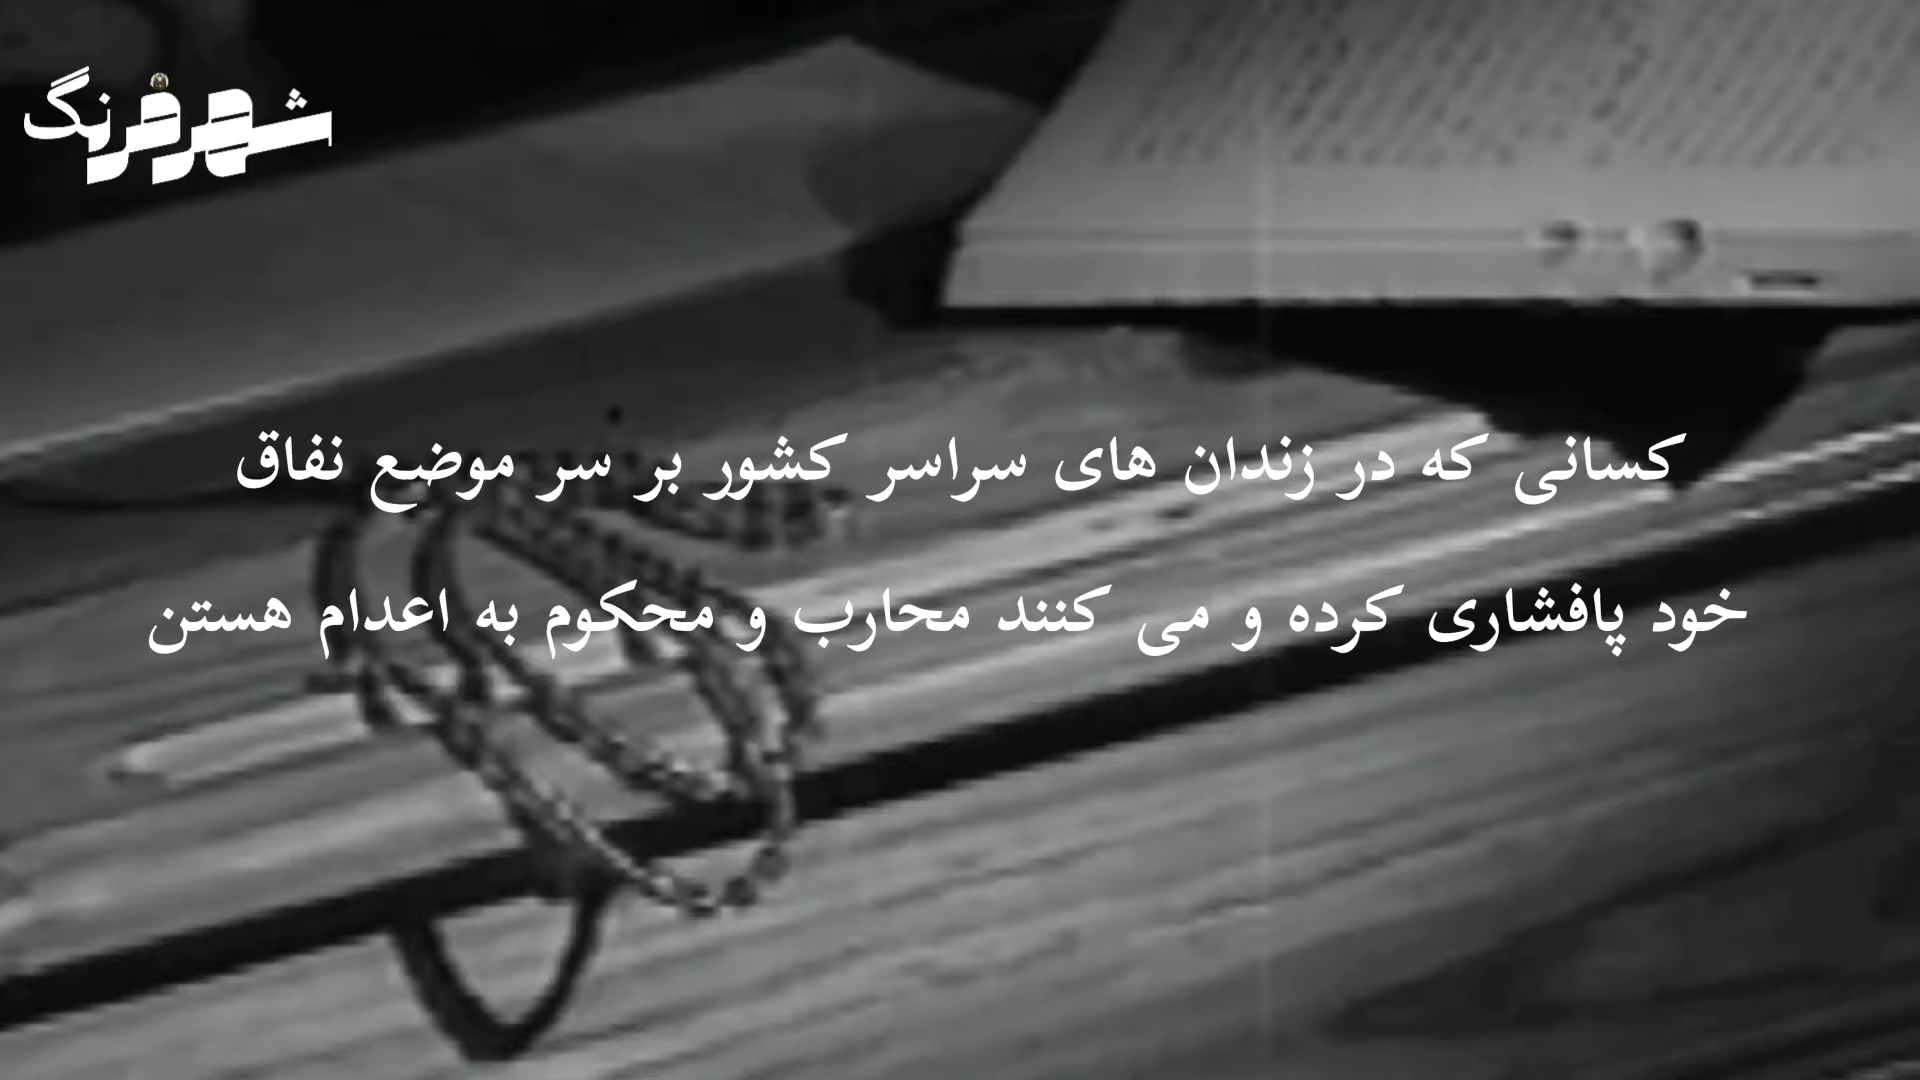 شهر فرنگ
کسانی که در زندان های سراسر کشور بر سر موضع نفاق
خود پافشاری کرده و می کنند محارب و محکوم به اعدام هستن